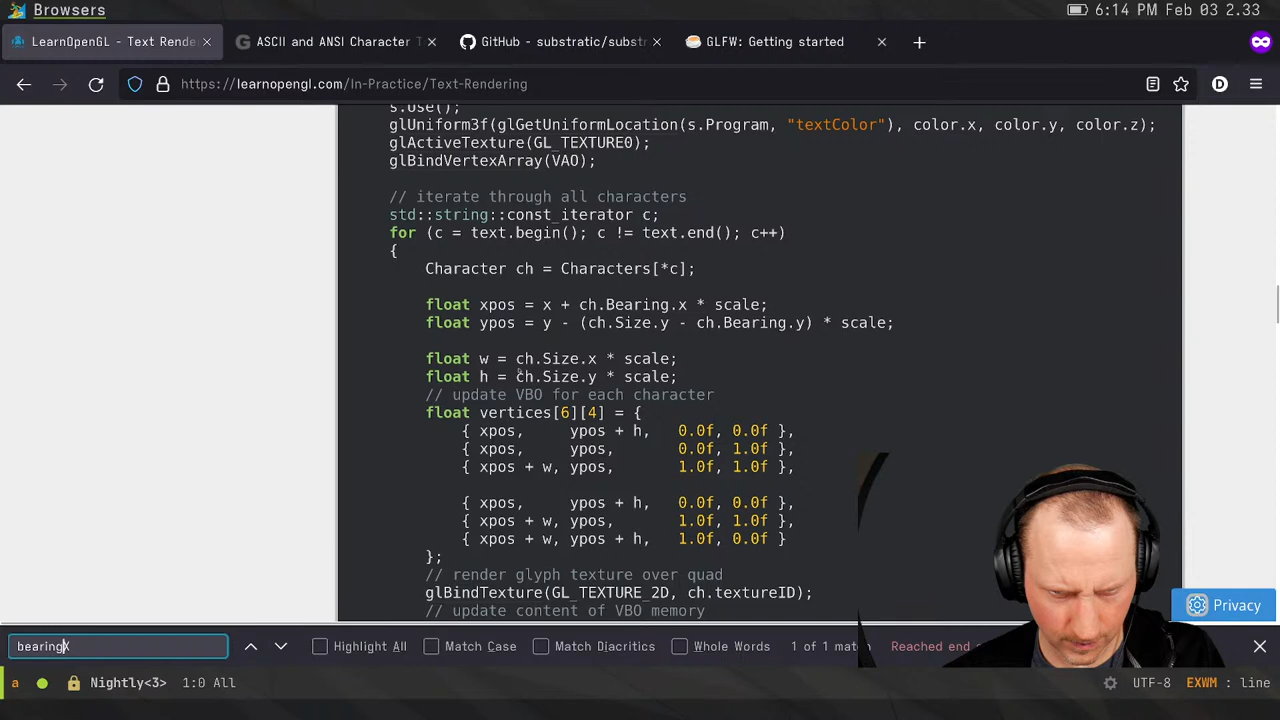 Browsers
6:14 PM Feb 03 2.33
LearnOpenGL - Text Rende
ASCII and ANSI Character T
GitHub - substratic/substr
GLFW: Getting started
https://learnopengl.com/In-Practice/Text-Rendering
D
s.Use();
glUniform3f(glGetUniformLocation(s.Program, "textColor"), color.x, color.y, color.z);
glActiveTexture(GL_TEXTURE0);
glBindVertexArray(VAO);
// iterate through all characters
std::string::const_iterator c;
for (c = text.begin(); c != text.end(); c++)
{
Character ch = Characters[*c];
float xpos = x + ch.Bearing.x * scale;
float ypos = y - (ch.Size.y - ch.Bearing.y) * scale;
float w = ch.Size.x * scale;
float h = ch.Size.y * scale;
// update VBO for each character
float vertices[6][4] = {
{ xpos,     ypos + h,   0.0f, 0.0f },
{ xpos,     ypos,       0.0f, 1.0f },
{ xpos + w, ypos,       1.0f, 1.0f },
{ xpos,     ypos + h,   0.0f, 0.0f },
{ xpos + w, ypos,       1.0f, 1.0f },
{ xpos + w, ypos + h,   1.0f, 0.0f }
};
// render glyph texture over quad
glBindTexture(GL_TEXTURE_2D, ch.textureID);
// update content of VBO memory
Privacy
bearingX
Highlight All
Match Case
Match Diacritics
Whole Words
1 of 1 mat
Reached end
a
Nightly<3> 1:0 All
UTF-8 EXWM : line